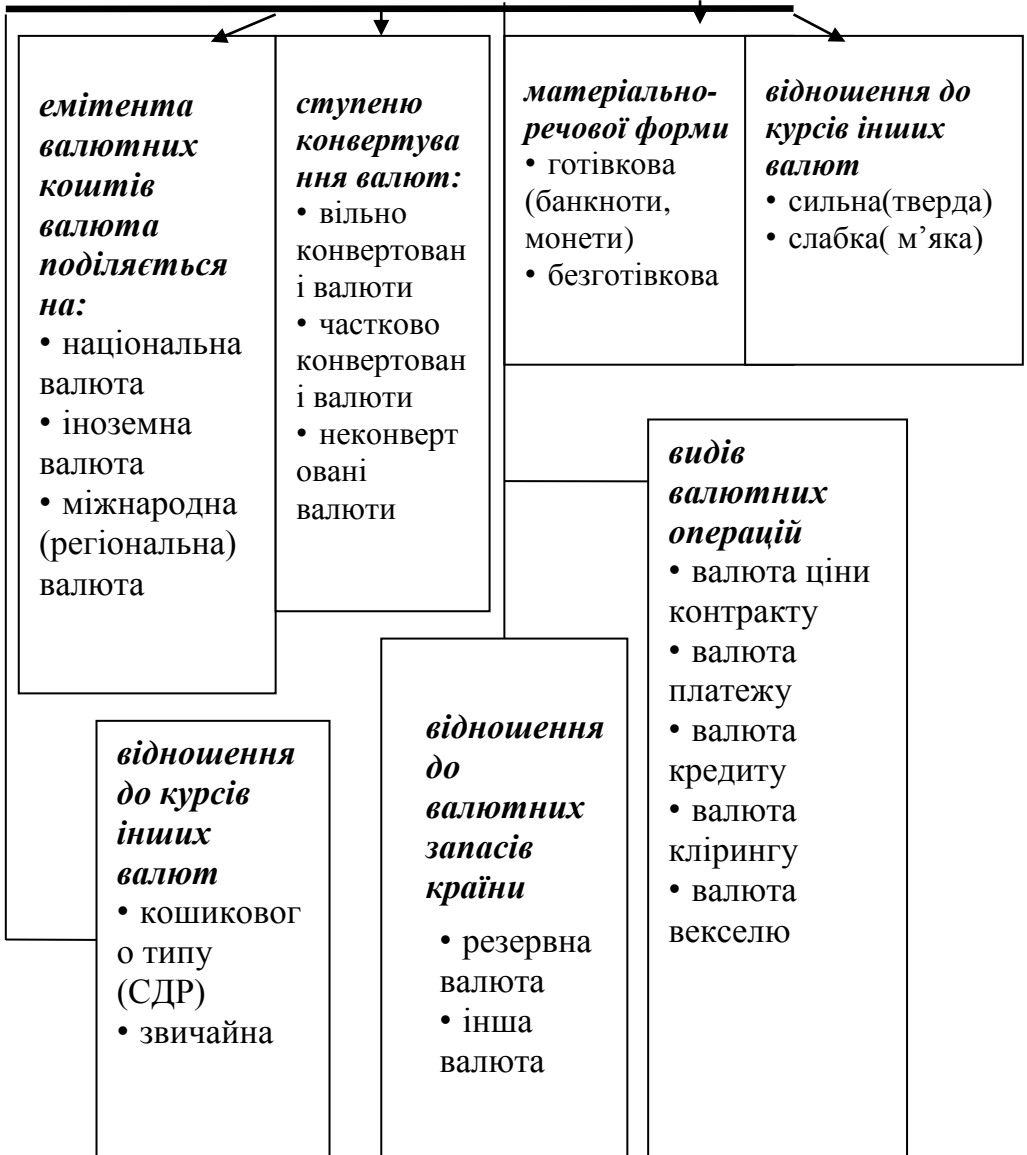 емітента
валютних
коштів
валюта
поділяється
на:
• національна
валюта
• іноземна
валюта
• міжнародна
(регіональна)
валюта
ступеню
конвертува
ння валют:
• вільно
конвертован
і валюти
• частково
конвертован
і валюти
• неконверт
овані
валюти
матеріально-
речової форми
• готівкова
(банкноти,
монети)
• безготівкова
відношення до
курсів інших
валют
• сильна(тверда)
• слабка( м’яка)
відношення
до курсів
інших
валют
• кошиковог
о типу
(СДР)
• звичайна
відношення
до
валютних
запасів
країни
• резервна
валюта
• інша
валюта
видів
валютних
операцій
• валюта ціни
контракту
• валюта
платежу
• валюта
кредиту
• валюта
клірингу
• валюта
векселю